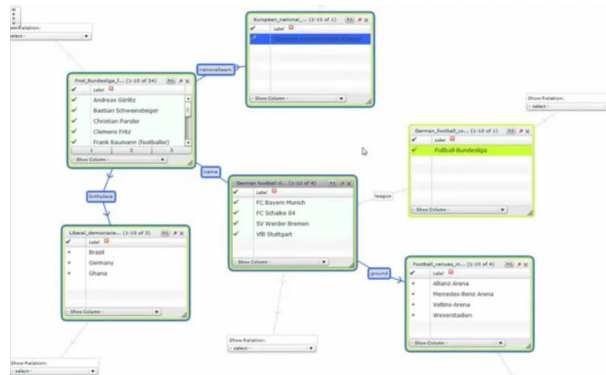 Show Relation:
- select -
European_national_... (1-10 of 1)
Label
nationalteam
First_Bundesliga_f... (1-10 of 24)
Label
Andreas Görlitz
Bastian Schweinsteiger
Christian Pander
Clemens Fritz
Frank Baumann (footballer)
1 2 3
- Show Column -
- Show Column -
Show Relation:
- select -
German_football_co... (1-10 of 1)
Label
Fußball-Bundesliga
- Show Column -
name
birthplace
league
German football cl... (1-10 of 4)
Label
FC Bayern Munich
FC Schalke 04
SV Werder Bremen
VfB Stuttgart
- Show Column -
Liberal_democracie... (1-10 of 3)
Label
Brazil
Germany
Ghana
- Show Column -
ground
Football_venues_in... (1-10 of 4)
Label
Allianz Arena
Mercedes-Benz Arena
Veltins-Arena
Weserstadion
- Show Column -
Show Relation:
- select -
Show Relation:
- select -